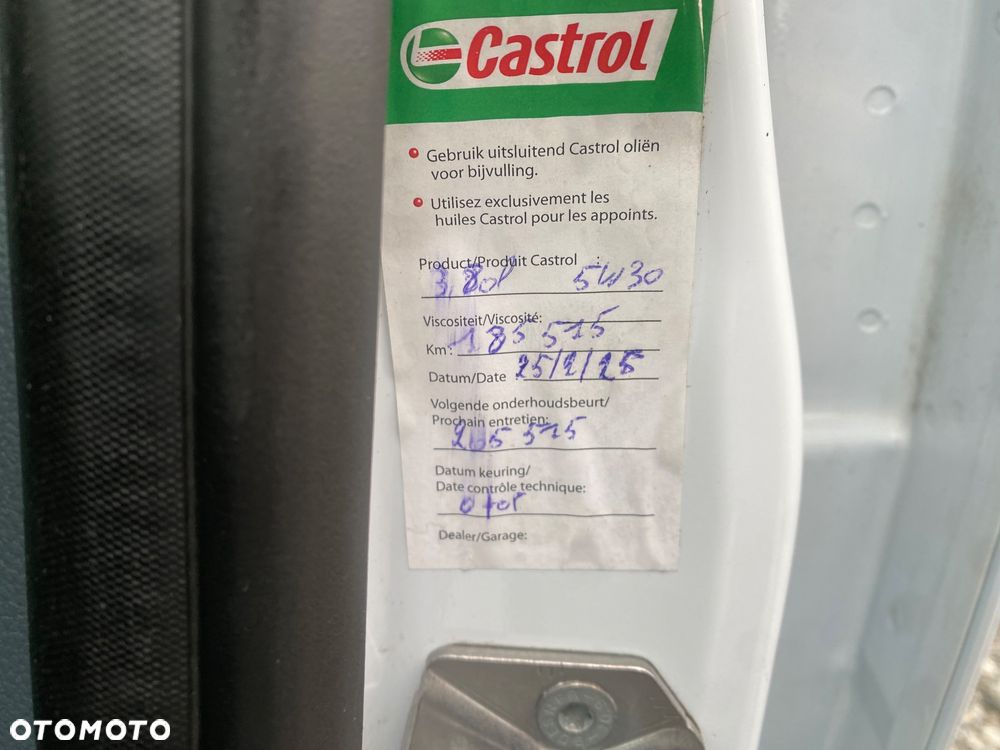 Castrol
Gebruik uitsluitend Castrol oliën
voor bijvulling.
Utilisez exclusivement les
huiles Castrol pour les appoints.
Product/Produit Castrol :
5W30
Viscositeit/Viscosité:
185 515
Km:
Datum/Date : 25/2/25
Volgende onderhoudsbeurt/
Prochain entretien:
515
Datum keuring/
Date contrôle technique:
Dealer/Garage:
OTOMOTO